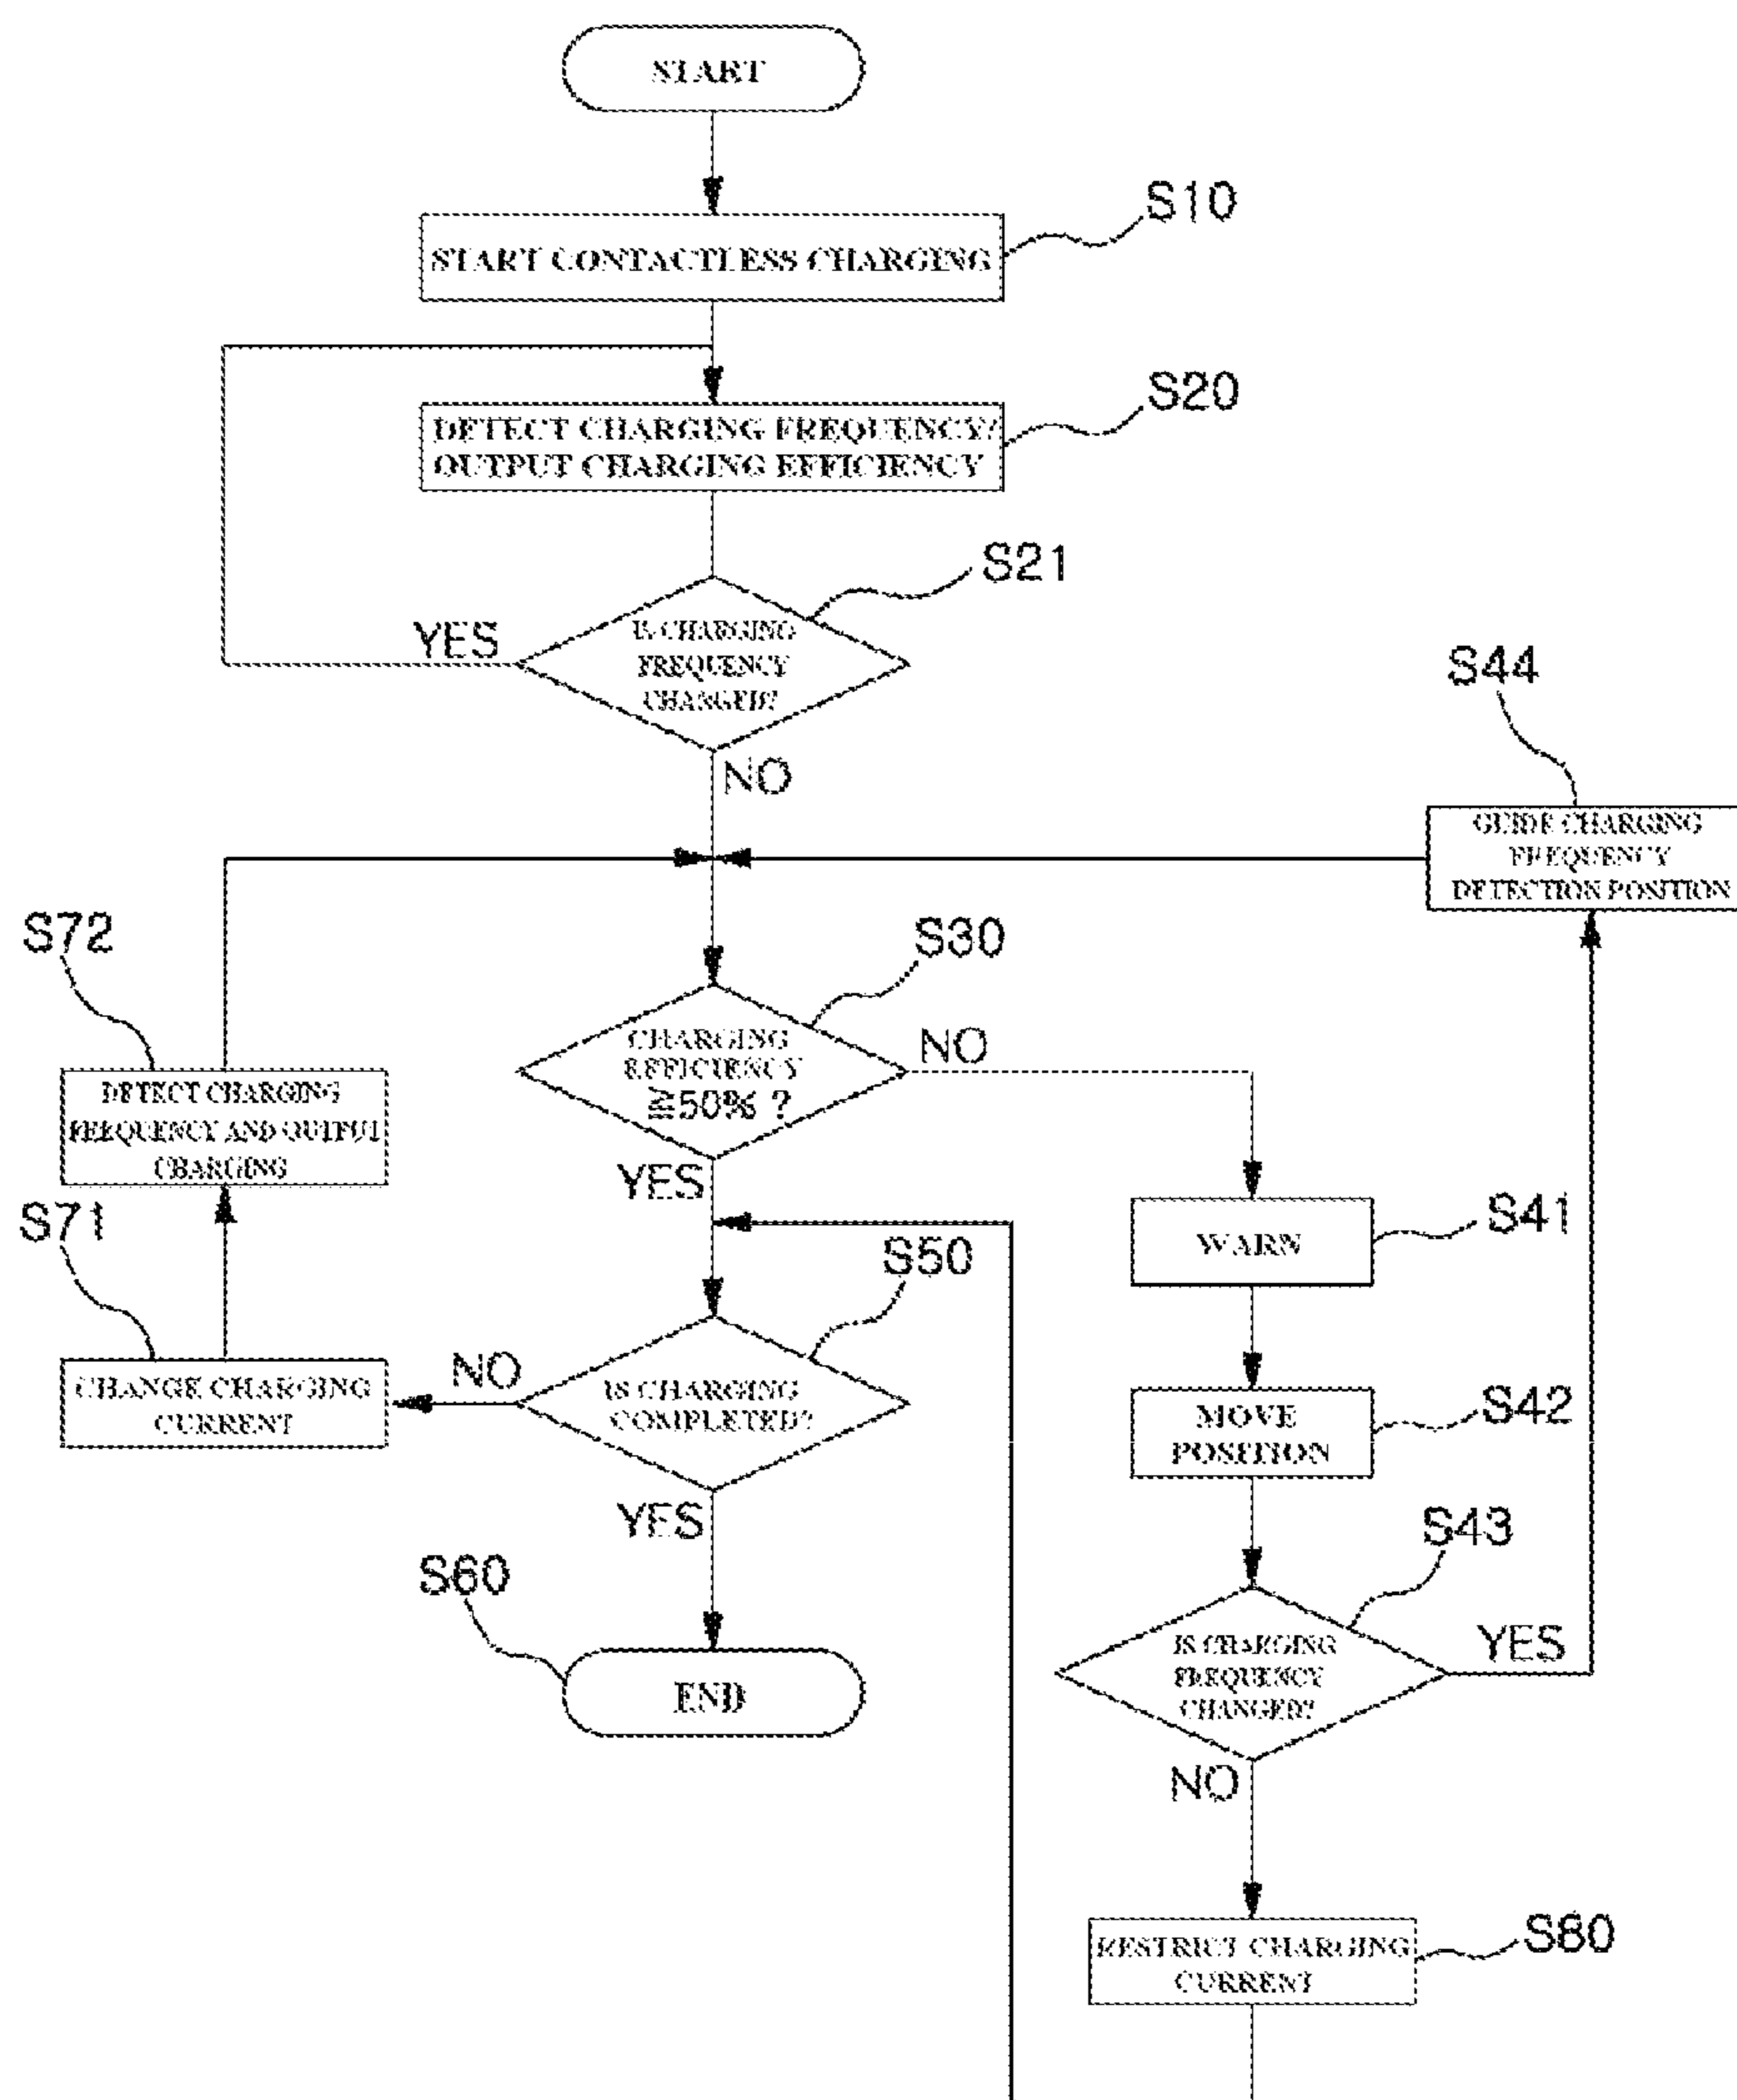 START
S10
START CONTACTLESS CHARGING
S20
DETECT CHARGING FREQUENCY/
OUTPUT CHARGING EFFICIENCY
S21
YES
IS CHARGING
FREQUENCY
CHANGED?
NO
S44
GUIDE CHARGING
FREQUENCY
DETECTION POSITION
S72
S30
CHARGING
EFFICIENCY
≧50% ?
NO
DETECT CHARGING
FREQUENCY AND OUTPUT
CHARGING
YES
S71
S41
WARN
S50
CHANGE CHARGING
CURRENT
NO
IS CHARGING
COMPLETED?
S42
MOVE
POSITION
YES
S43
S60
END
IS CHARGING
FREQUENCY
CHANGED?
YES
NO
S80
RESTRICT CHARGING
CURRENT